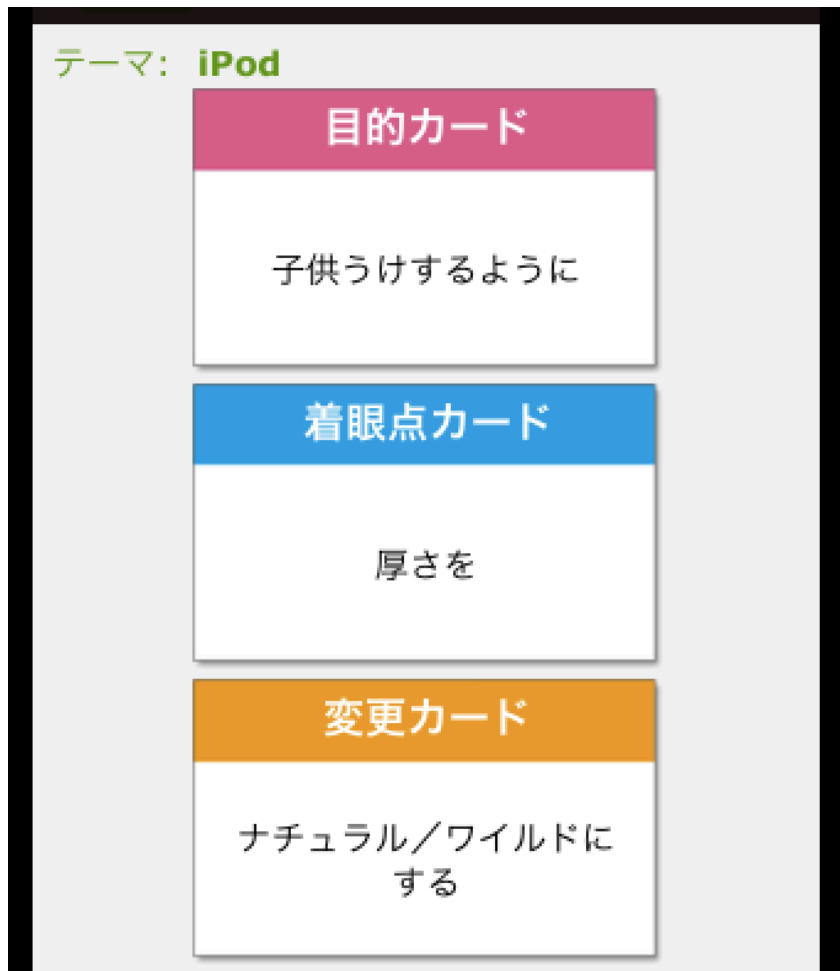 テーマ: iPod
目的カード
子供うけするように
着眼点カード
厚さを
変更カード
ナチュラル／ワイルドに
する